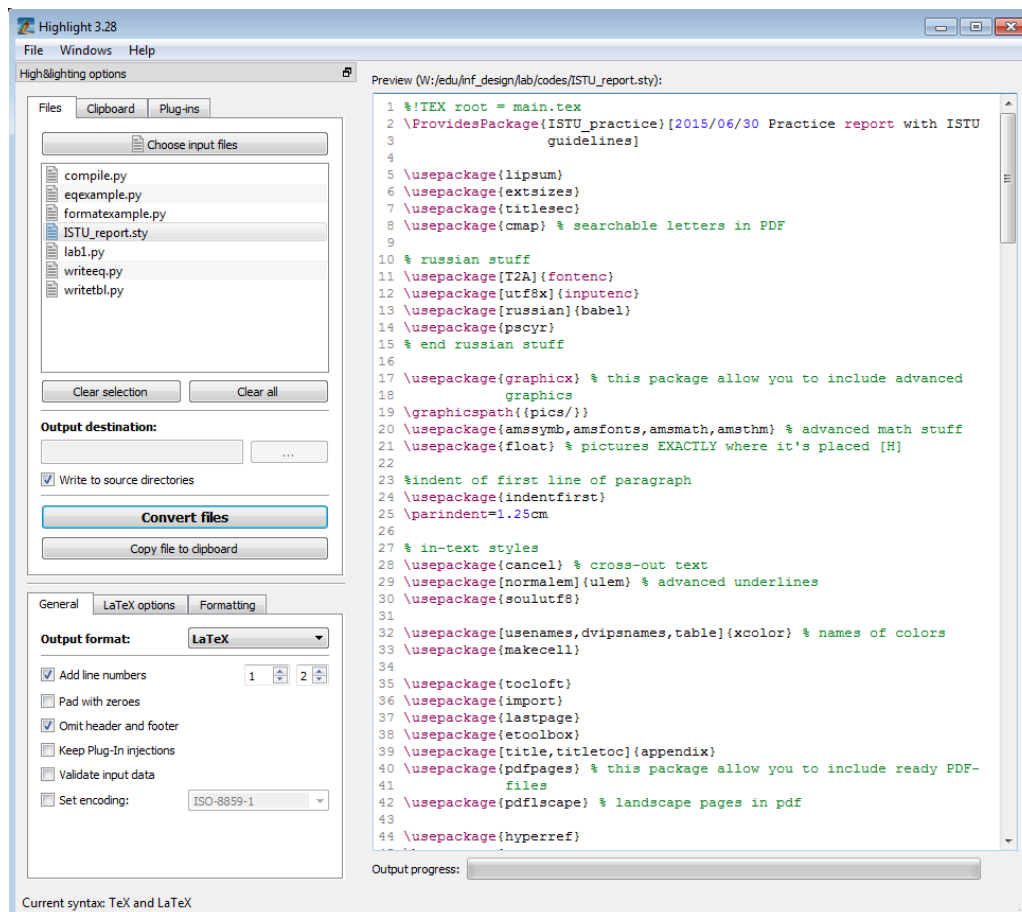 Highlight 3.28
File Windows Help
High&lighting options
Files Clipboard Plug-ins
Choose input files
compile.py
eqexample.py
formatexample.py
ISTU_report.sty
lab1.py
writeeq.py
writetbl.py
Clear selection Clear all
Output destination:
...
Write to source directories
Convert files
Copy file to clipboard
General LaTeX options Formatting
Output format: LaTeX
Add line numbers 1 2
Pad with zeroes
Omit header and footer
Keep Plug-In injections
Validate input data
Set encoding: ISO-8859-1
Current syntax: TeX and LaTeX
Preview (W:/edu/inf_design/lab/codes/ISTU_report.sty):
1 %!TEX root = main.tex
2 \ProvidesPackage{ISTU_practice}[2015/06/30 Practice report with ISTU
3 guidelines]
4
5 \usepackage{lipsum}
6 \usepackage{extsizes}
7 \usepackage{titlesec}
8 \usepackage{cmap} % searchable letters in PDF
9
10 % russian stuff
11 \usepackage[T2A]{fontenc}
12 \usepackage[utf8x]{inputenc}
13 \usepackage[russian]{babel}
14 \usepackage{pscyr}
15 % end russian stuff
16
17 \usepackage{graphicx} % this package allow you to include advanced
18 graphics
19 \graphicspath{{pics/}}
20 \usepackage{amssymb,amsfonts,amsmath,amsthm} % advanced math stuff
21 \usepackage{float} % pictures EXACTLY where it's placed [H]
22
23 %indent of first line of paragraph
24 \usepackage{indentfirst}
25 \parindent=1.25cm
26
27 % in-text styles
28 \usepackage{cancel} % cross-out text
29 \usepackage[normalem]{ulem} % advanced underlines
30 \usepackage{soulutf8}
31
32 \usepackage[usenames,dvipsnames,table]{xcolor} % names of colors
33 \usepackage{makecell}
34
35 \usepackage{tocloft}
36 \usepackage{import}
37 \usepackage{lastpage}
38 \usepackage{etoolbox}
39 \usepackage[title,titletoc]{appendix}
40 \usepackage{pdfpages} % this package allow you to include ready PDF-
41 files
42 \usepackage{pdflscape} % landscape pages in pdf
43
44 \usepackage{hyperref}
Output progress: